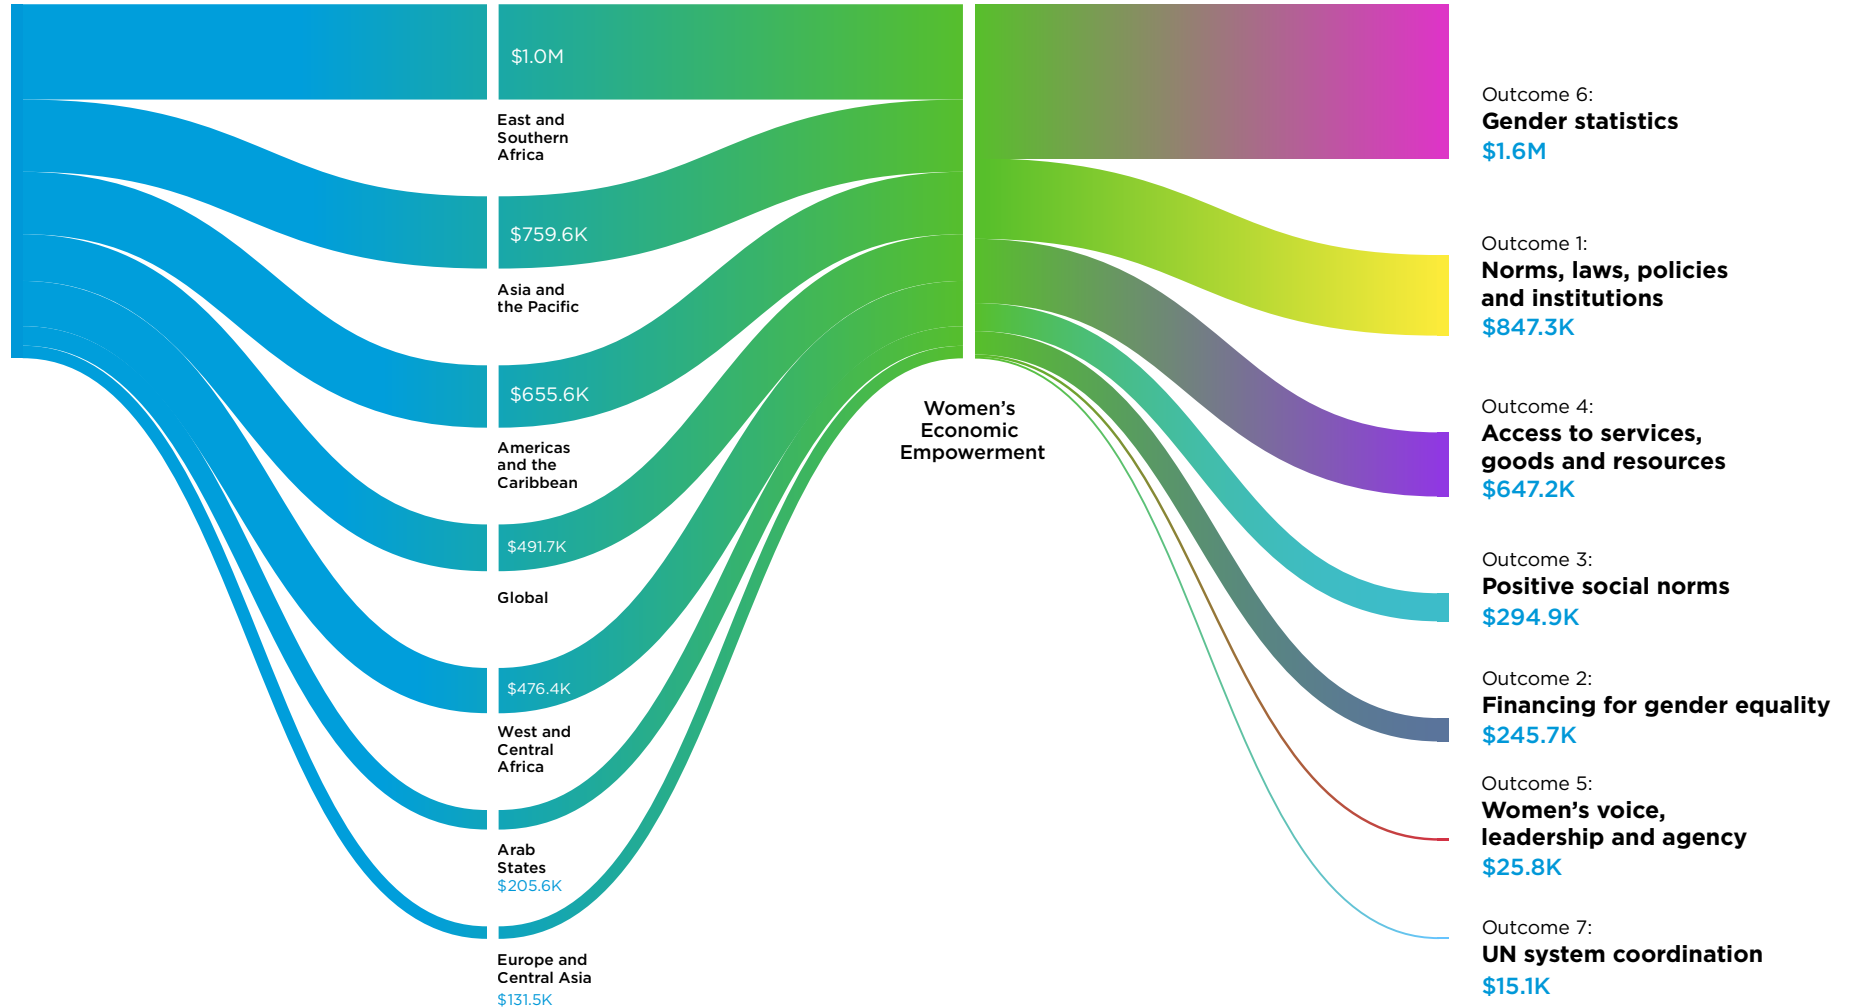 $1.0M
East and
Southern
Africa
$759.6K
Asia and
the Pacific
$655.6K
Americas
and the
Caribbean
$491.7K
Global
$476.4K
West and
Central
Africa
Arab
States
$205.6K
Europe and
Central Asia
$131.5K
Women’s
Economic
Empowerment
Outcome 6:
Gender statistics
$1.6M
Outcome 1:
Norms, laws, policies
and institutions
$847.3K
Outcome 4:
Access to services,
goods and resources
$647.2K
Outcome 3:
Positive social norms
$294.9K
Outcome 2:
Financing for gender equality
$245.7K
Outcome 5:
Women’s voice,
leadership and agency
$25.8K
Outcome 7:
UN system coordination
$15.1K